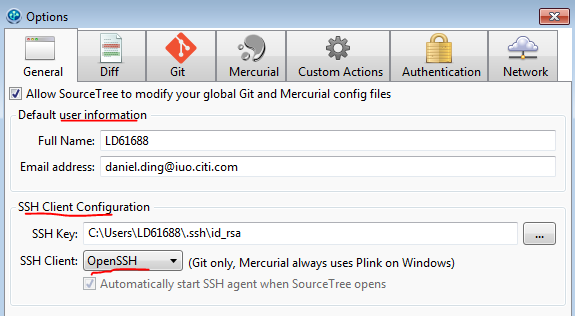 Options
General Diff Git Mercurial Custom Actions Authentication Network
Allow SourceTree to modify your global Git and Mercurial config files
Default user information
Full Name: LD61688
Email address: daniel.ding@iuo.citi.com
SSH Client Configuration
SSH Key: C:\Users\LD61688\.ssh\id_rsa ...
SSH Client: OpenSSH (Git only, Mercurial always uses Plink on Windows)
Automatically start SSH agent when SourceTree opens